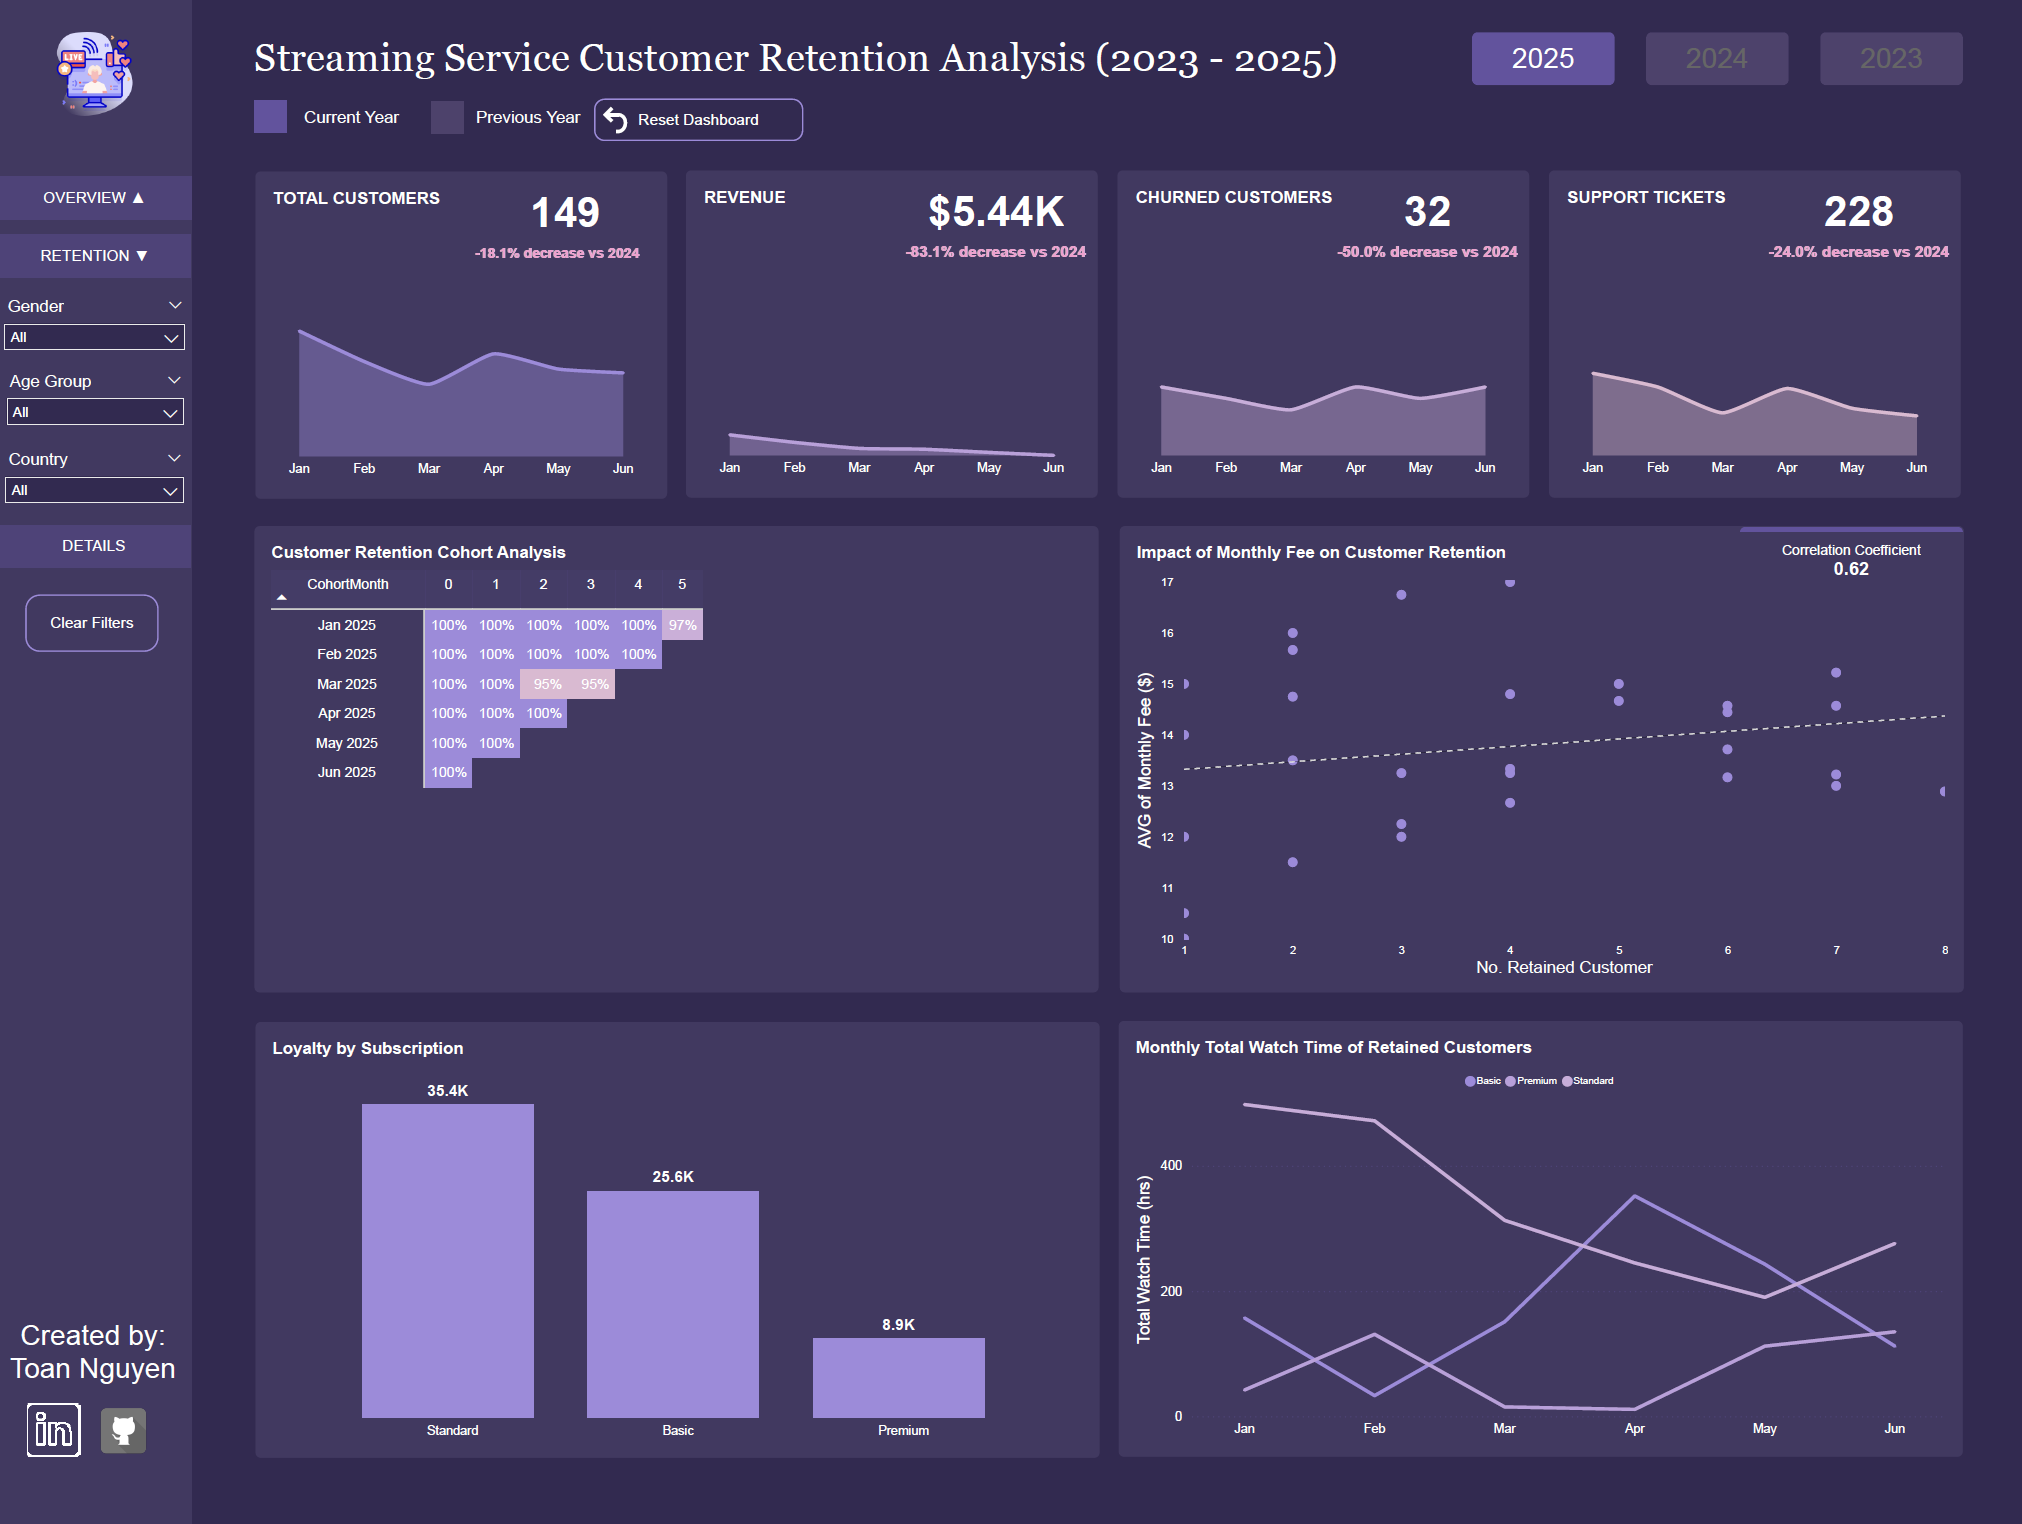 LIVE
Streaming Service Customer Retention Analysis (2023 - 2025)
2025
2024
2023
Current Year
Previous Year
Reset Dashboard
OVERVIEW ▲
RETENTION ▼
Gender
All
Age Group
All
Country
All
DETAILS
Clear Filters
Created by:
Toan Nguyen
in
TOTAL CUSTOMERS
149
-18.1% decrease vs 2024
Jan Feb Mar Apr May Jun
REVENUE
$5.44K
-83.1% decrease vs 2024
Jan Feb Mar Apr May Jun
CHURNED CUSTOMERS
32
-50.0% decrease vs 2024
Jan Feb Mar Apr May Jun
SUPPORT TICKETS
228
-24.0% decrease vs 2024
Jan Feb Mar Apr May Jun
Customer Retention Cohort Analysis
CohortMonth 0 1 2 3 4 5
Jan 2025 100% 100% 100% 100% 100% 97%
Feb 2025 100% 100% 100% 100% 100%
Mar 2025 100% 100% 95% 95%
Apr 2025 100% 100% 100%
May 2025 100% 100%
Jun 2025 100%
Impact of Monthly Fee on Customer Retention
Correlation Coefficient
0.62
AVG of Monthly Fee ($)
17
16
15
14
13
12
11
10
1 2 3 4 5 6 7 8
No. Retained Customer
Loyalty by Subscription
35.4K
25.6K
8.9K
Standard Basic Premium
Monthly Total Watch Time of Retained Customers
Basic Premium Standard
Total Watch Time (hrs)
400
200
0
Jan Feb Mar Apr May Jun